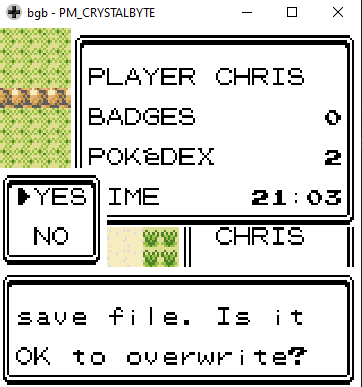 bgb - PM_CRYSTALBYTE
PLAYER CHRIS
BADGES 0
POKéDEX 2
IME 21:03
YES
NO
CHRIS
save file. Is it
OK to overwrite?